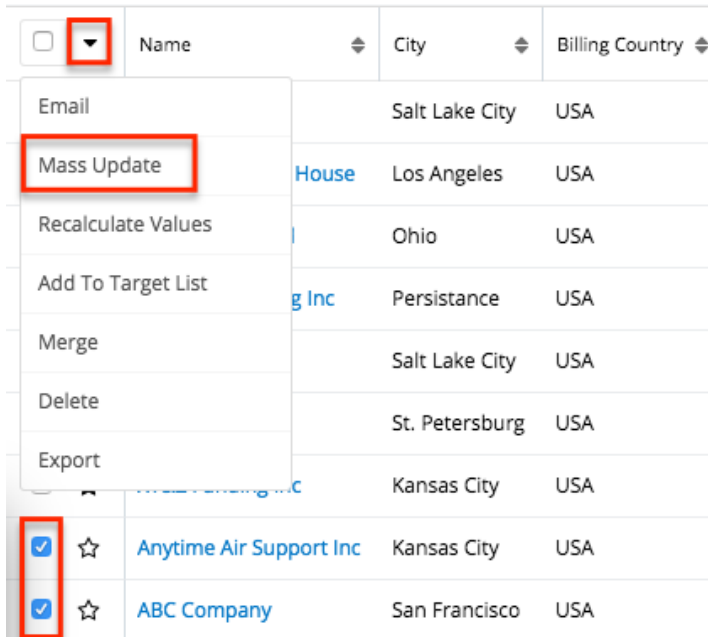 Name City Billing Country
Email
Salt Lake City USA
Mass Update
House Los Angeles USA
Recalculate Values
Ohio USA
Add To Target List
g Inc Persistance USA
Merge
Salt Lake City USA
Delete
St. Petersburg USA
Export
Inc Kansas City USA
Anytime Air Support Inc Kansas City USA
ABC Company San Francisco USA